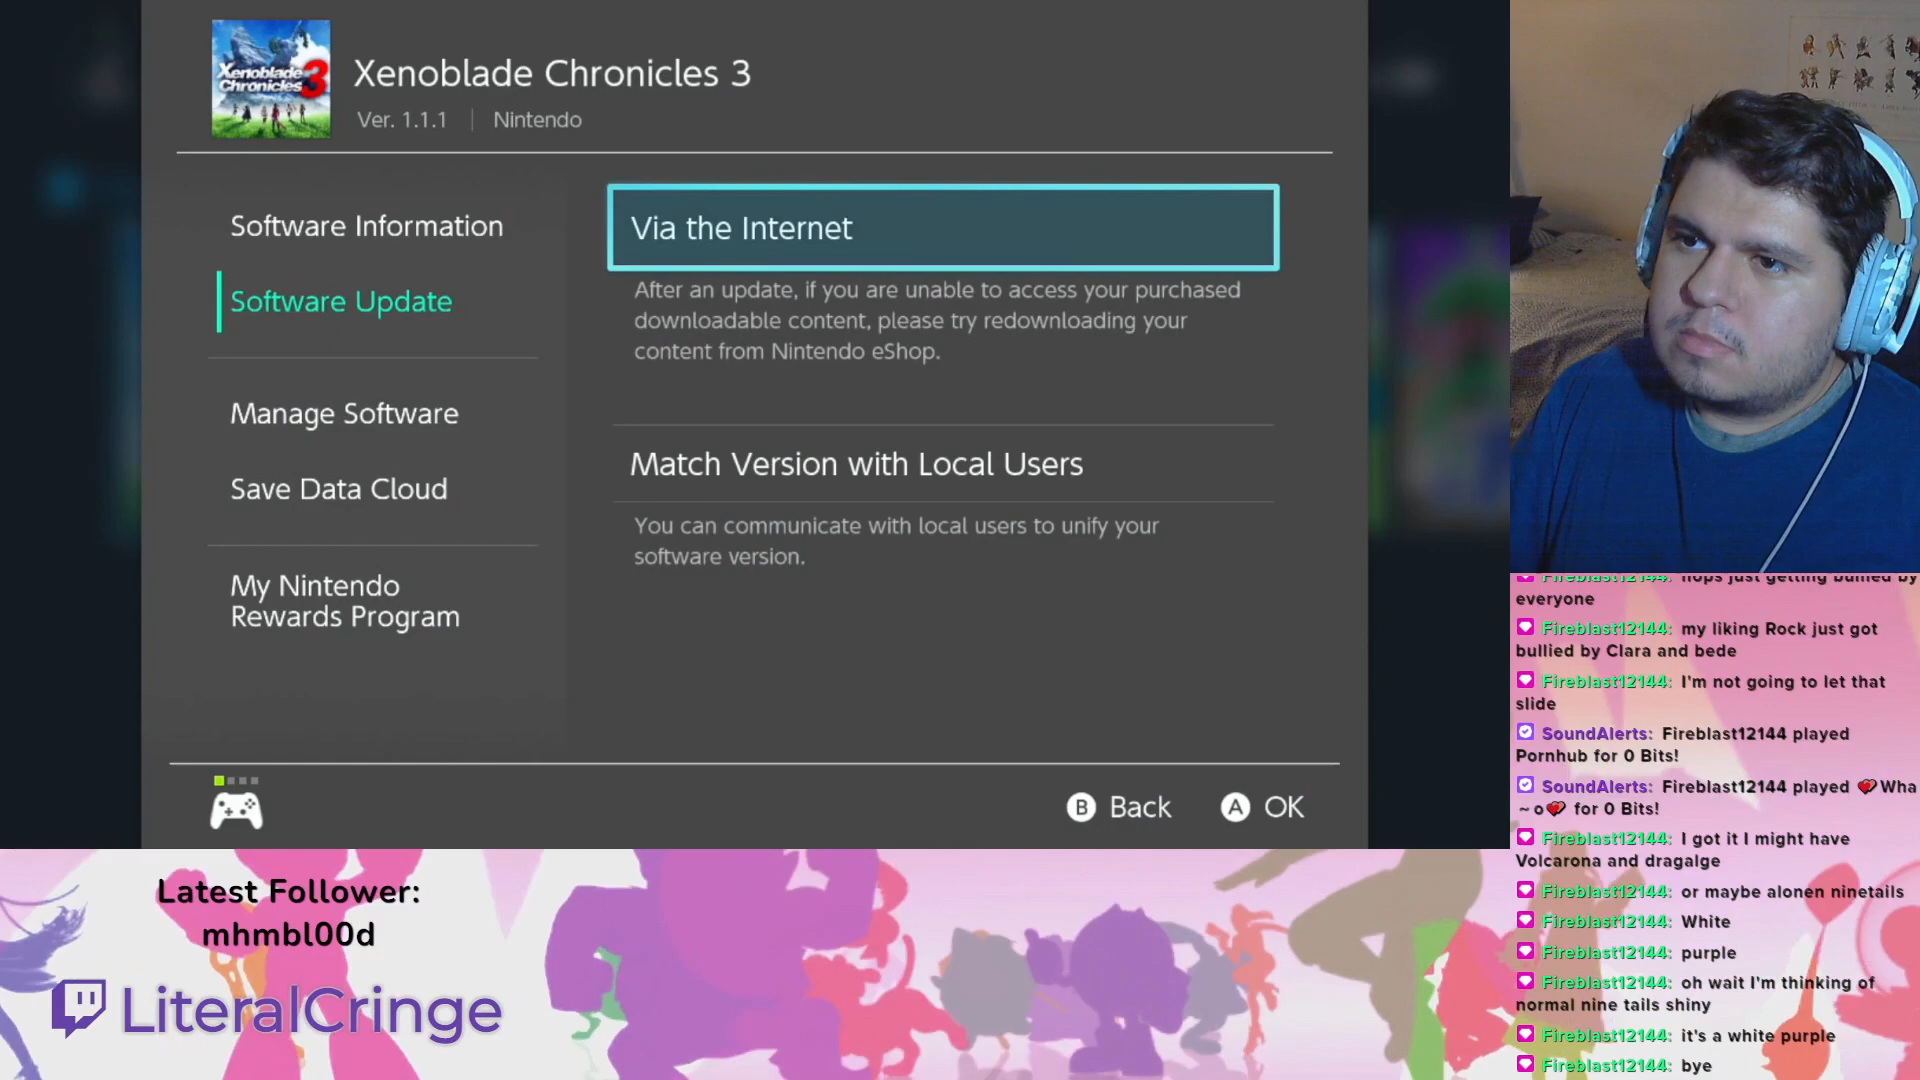 Xenoblade
Chronicles 3
Xenoblade Chronicles 3
Ver. 1.1.1 | Nintendo
Software Information
Software Update
Manage Software
Save Data Cloud
My Nintendo
Rewards Program
Via the Internet
After an update, if you are unable to access your purchased
downloadable content, please try redownloading your
content from Nintendo eShop.
Match Version with Local Users
You can communicate with local users to unify your
software version.
B Back A OK
Latest Follower:
mhmbl00d
LiteralCringe
Fireblast12144: nops just getting bullied by
everyone
Fireblast12144: my liking Rock just got
bullied by Clara and bede
Fireblast12144: I'm not going to let that
slide
SoundAlerts: Fireblast12144 played
Pornhub for 0 Bits!
SoundAlerts: Fireblast12144 played 💕Wha
~o💕 for 0 Bits!
Fireblast12144: I got it I might have
Volcarona and dragalge
Fireblast12144: or maybe alonen ninetails
Fireblast12144: White
Fireblast12144: purple
Fireblast12144: oh wait I'm thinking of
normal nine tails shiny
Fireblast12144: it's a white purple
Fireblast12144: bye